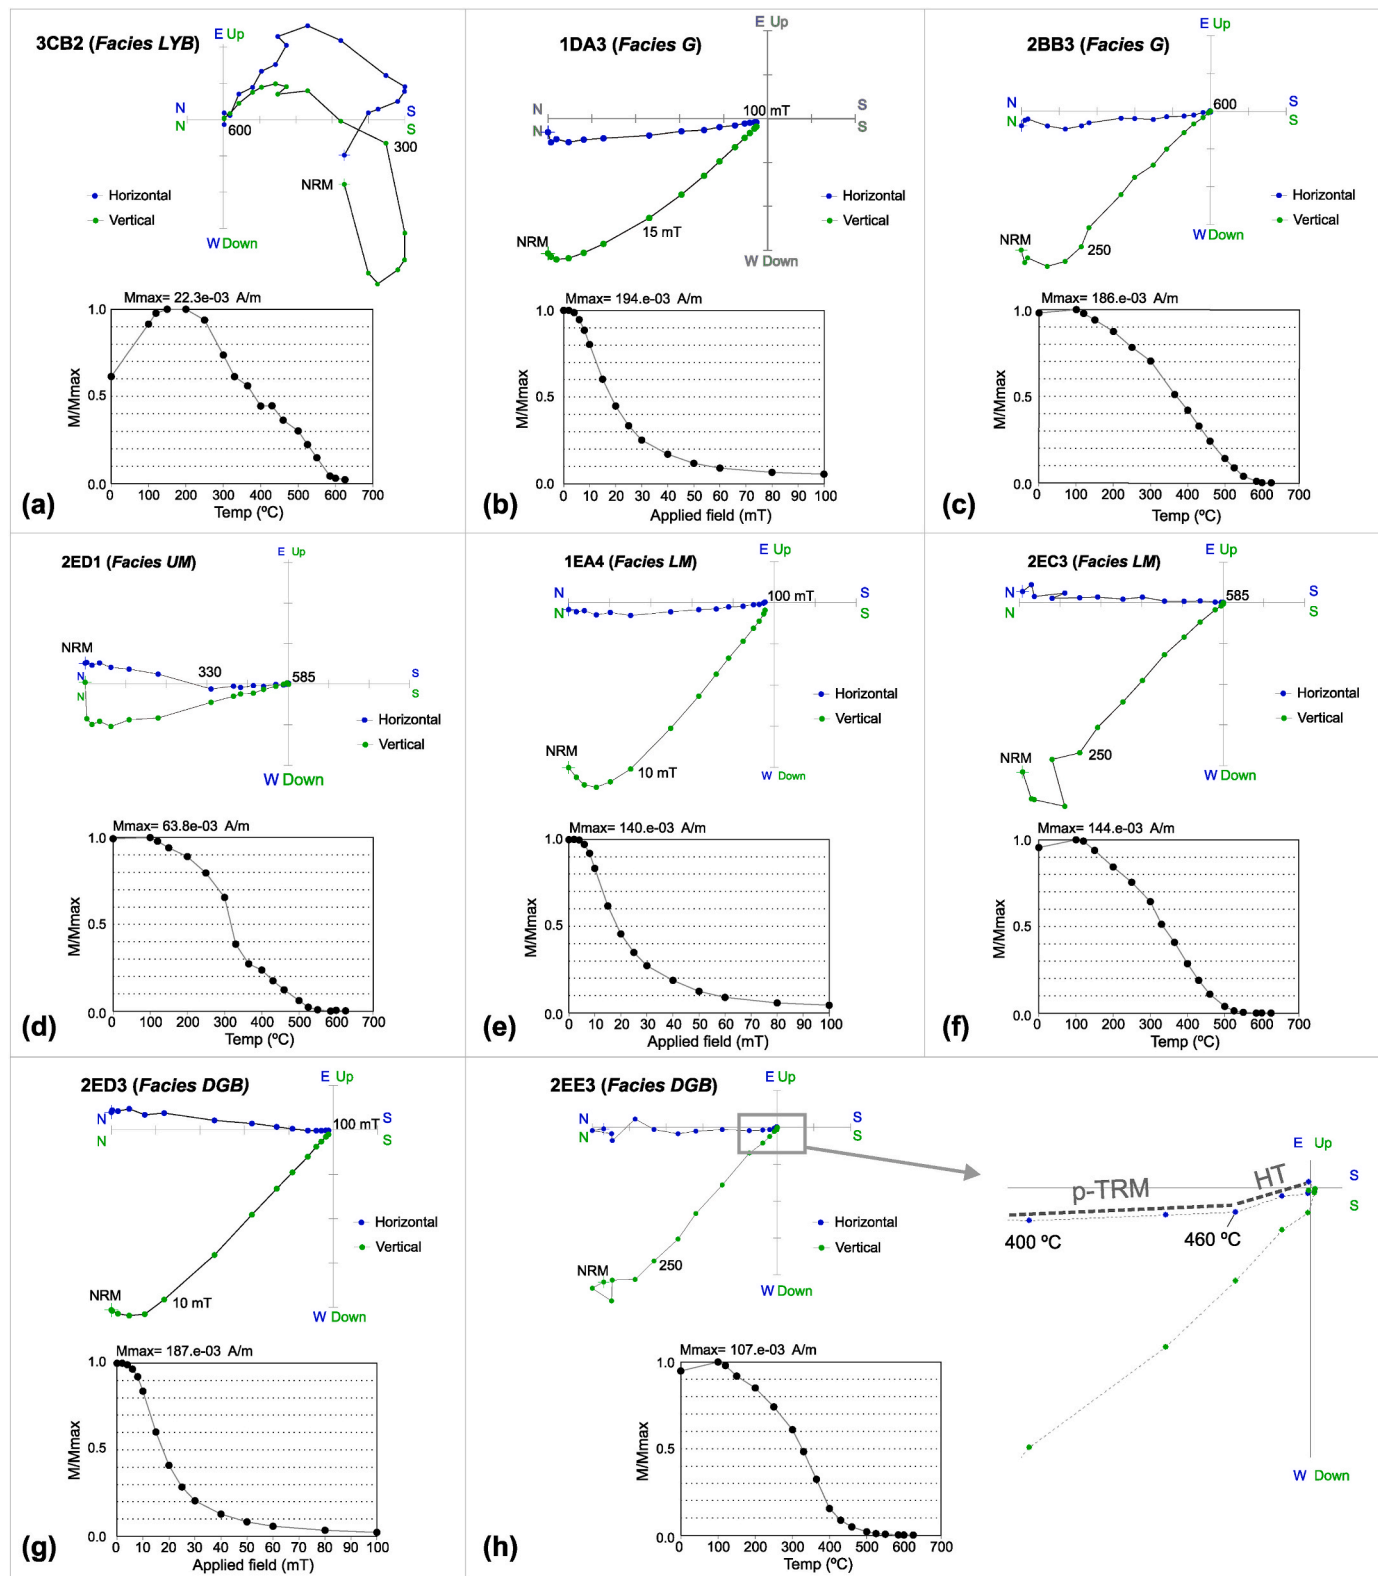 3CB2 (Facies LYB)
E Up
N
S
N
S
600
300
NRM
Horizontal
Vertical
W Down
Mmax= 22.3e-03 A/m
1.0
0.5
0.0
M/Mmax
0 100 200 300 400 500 600 700
Temp (ºC)
(a)
1DA3 (Facies G)
E Up
N
S
N
S
100 mT
Horizontal
Vertical
15 mT
NRM
W Down
Mmax= 194.e-03 A/m
1.0
0.5
0.0
M/Mmax
0 10 20 30 40 50 60 70 80 90 100
Applied field (mT)
(b)
2BB3 (Facies G)
E Up
N
S
N
S
600
Horizontal
Vertical
NRM
250
W Down
Mmax= 186.e-03 A/m
1.0
0.5
0.0
M/Mmax
0 100 200 300 400 500 600 700
Temp (ºC)
(c)
2ED1 (Facies UM)
E Up
NRM
N
S
N
S
330
585
Horizontal
Vertical
W Down
Mmax= 63.8e-03 A/m
1.0
0.5
0.0
M/Mmax
0 100 200 300 400 500 600 700
Temp (ºC)
(d)
1EA4 (Facies LM)
E Up
N
S
N
S
100 mT
Horizontal
Vertical
NRM
10 mT
W Down
Mmax= 140.e-03 A/m
1.0
0.5
0.0
M/Mmax
0 10 20 30 40 50 60 70 80 90 100
Applied field (mT)
(e)
2EC3 (Facies LM)
E Up
N
S
N
S
585
Horizontal
Vertical
NRM
250
W Down
Mmax= 144.e-03 A/m
1.0
0.5
0.0
M/Mmax
0 100 200 300 400 500 600 700
Temp (ºC)
(f)
2ED3 (Facies DGB)
E Up
N
S
N
S
100 mT
Horizontal
Vertical
NRM
10 mT
W Down
Mmax= 187.e-03 A/m
1.0
0.5
0.0
M/Mmax
0 10 20 30 40 50 60 70 80 90 100
Applied field (mT)
(g)
2EE3 (Facies DGB)
E Up
N
S
N
S
Horizontal
Vertical
NRM
250
W Down
Mmax= 107.e-03 A/m
1.0
0.5
0.0
M/Mmax
0 100 200 300 400 500 600 700
Temp (ºC)
(h)
E Up
S
S
p-TRM
HT
400 ºC
460 ºC
W Down